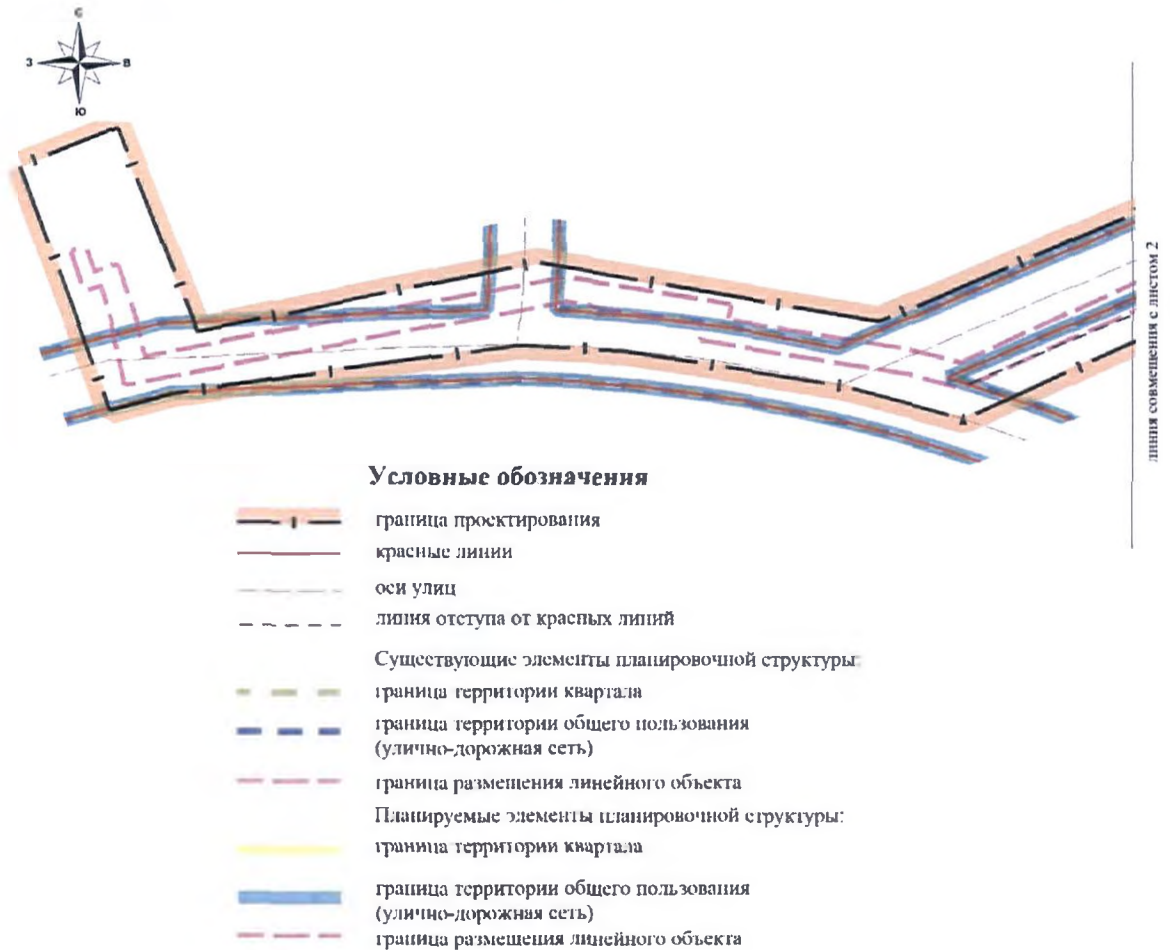 С
З В
Ю
линия совмещения с листом 2
Условные обозначения
граница проектирования
красные линии
оси улиц
линия отступа от красных линий
Существующие элементы планировочной структуры:
граница территории квартала
граница территории общего пользования
(улично-дорожная сеть)
граница размещения линейного объекта
Планируемые элементы планировочной структуры:
граница территории квартала
граница территории общего пользования
(улично-дорожная сеть)
граница размещения линейного объекта